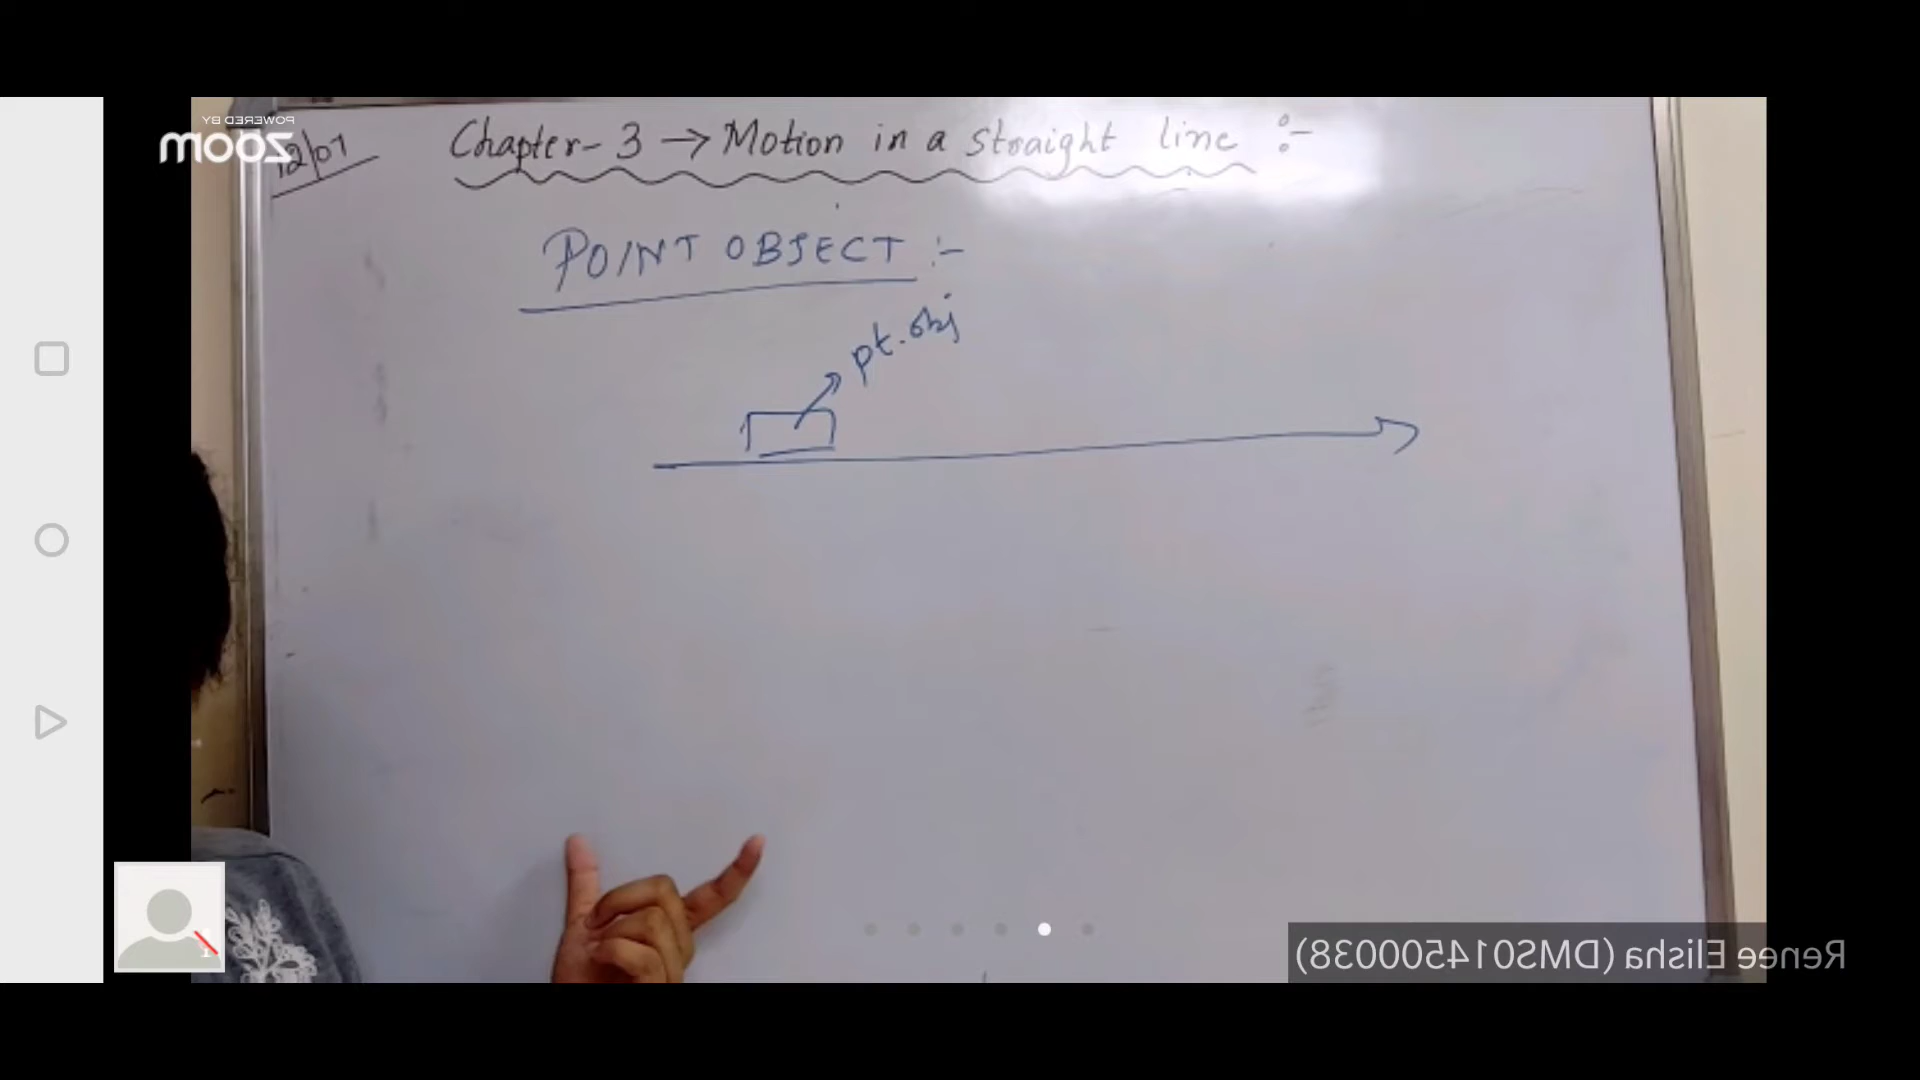 POWERED BY
zoom
12/07
Chapter-3 → Motion in a straight line :-
POINT OBJECT :-
pt. obj
Renee Elisha (DMS014500038)